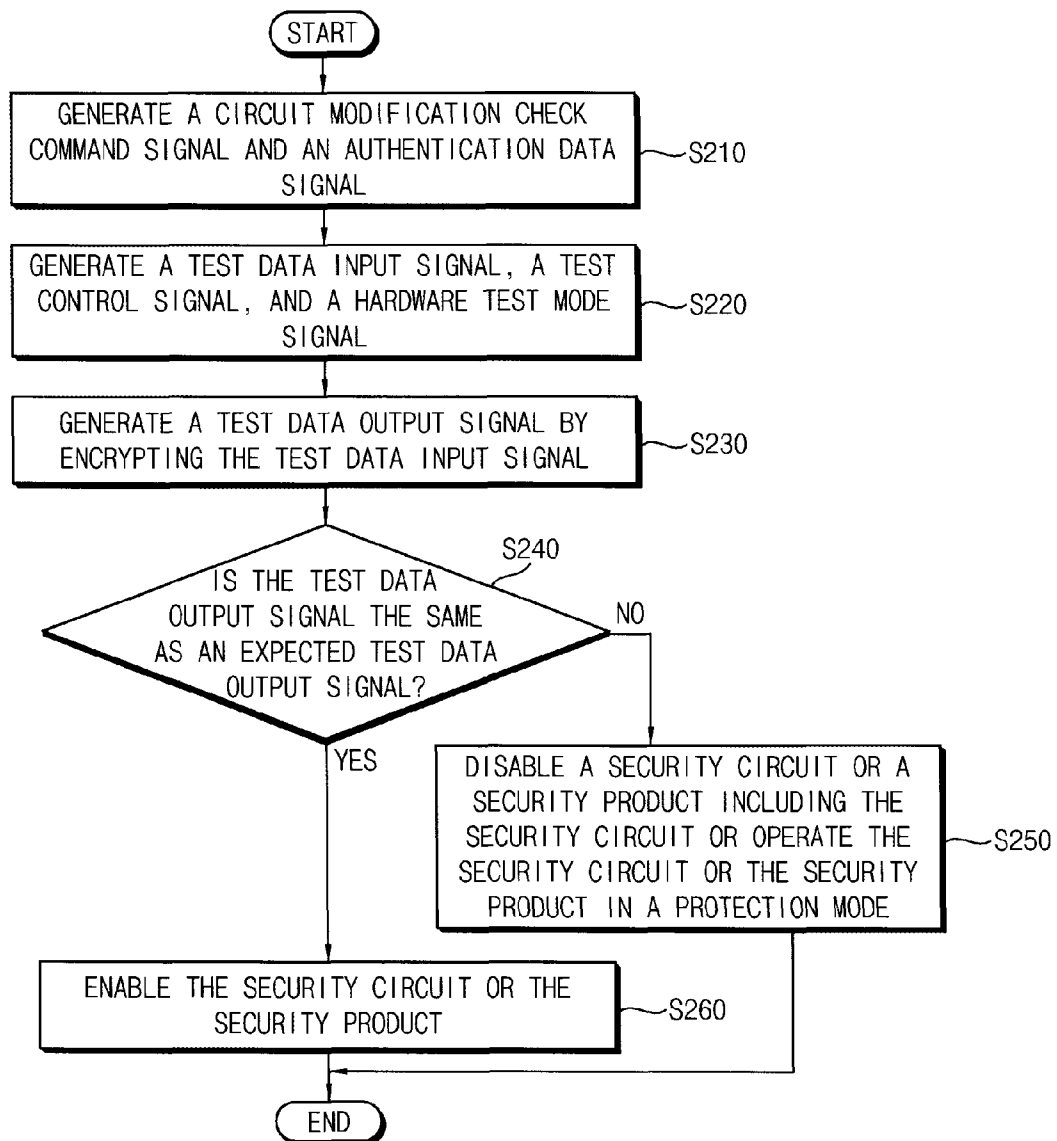 START
GENERATE A CIRCUIT MODIFICATION CHECK
COMMAND SIGNAL AND AN AUTHENTICATION DATA
SIGNAL
S210
GENERATE A TEST DATA INPUT SIGNAL, A TEST
CONTROL SIGNAL, AND A HARDWARE TEST MODE
SIGNAL
S220
GENERATE A TEST DATA OUTPUT SIGNAL BY
ENCRYPTING THE TEST DATA INPUT SIGNAL
S230
S240
IS THE TEST DATA
OUTPUT SIGNAL THE SAME
AS AN EXPECTED TEST DATA
OUTPUT SIGNAL?
NO
YES
DISABLE A SECURITY CIRCUIT OR A
SECURITY PRODUCT INCLUDING THE
SECURITY CIRCUIT OR OPERATE THE
SECURITY CIRCUIT OR THE SECURITY
PRODUCT IN A PROTECTION MODE
S250
ENABLE THE SECURITY CIRCUIT OR THE
SECURITY PRODUCT
S260
END